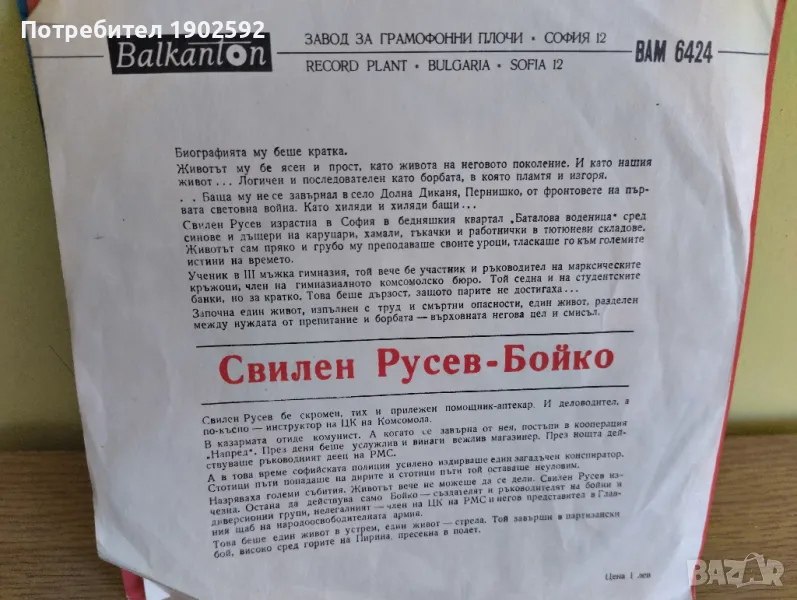 Потребител 1902592
Balkanton
ЗАВОД ЗА ГРАМОФОННИ ПЛОЧИ • СОФИЯ 12
RECORD PLANT • BULGARIA • SOFIA 12
ВАМ 6424
Биографията му беше кратка.
Животът му бе ясен и прост, като живота на неговото поколение. И като нашия
живот... Логичен и последователен като борбата, в която пламтя и изгоря.
. . Баща му не се завърнал в село Долна Диканя, Пернишко, от фронтовете на пър-
вата световна война. Като хиляди и хиляди бащи...
Свилен Русев израстна в София в бедняшкия квартал „Баталова воденица“ сред
синове и дъщери на каруцари, хамали, тъкачки и работнички в тютюневи складове.
Животът сам пряко и грубо му преподаваше своите уроци, тласкаше го към големите
истини на времето.
Ученик в III мъжка гимназия, той вече бе участник и ръководител на марксическите
кръжоци, член на гимназиалното комсомолско бюро. Той седна и на студентските
банки, но за кратко. Това беше дързост, защото парите не достигаха...
Започна един живот, изпълнен с труд и смъртни опасности, един живот, разделен
между нуждата от препитание и борбата — върховната негова цел и смисъл.
Свилен Русев-Бойко
Свилен Русев бе скромен, тих и прилежен помощник-аптекар. И деловодител, а
по-късно — инструктор на ЦК на Комсомола.
В казармата отиде комунист. А когато се завърна от нея, постъпи в кооперация
„Напред“. През деня беше услужлив и винаги вежлив магазинер. През нощта дей-
ствуваше ръководният деец на РМС.
А в това време софийската полиция усилено издирваше един загадъчен конспиратор.
Стотици пъти попадаше на дирите и стотици пъти той оставаше неуловим.
Назряваха големи събития. Животът вече не можеше да се дели. Свилен Русев из-
чезна. Остана да действува само Бойко — създателят и ръководителят на бойни и
диверсионни групи, нелегалният — член на ЦК на РМС и негов представител в Глав-
ния щаб на народоосвободителната армия.
Това беше един живот в устрем, един живот — стрела. Той завърши в партизански
бой, високо сред горите на Пирина, пресекна в полет.
Цена 1 лев
BAZAR